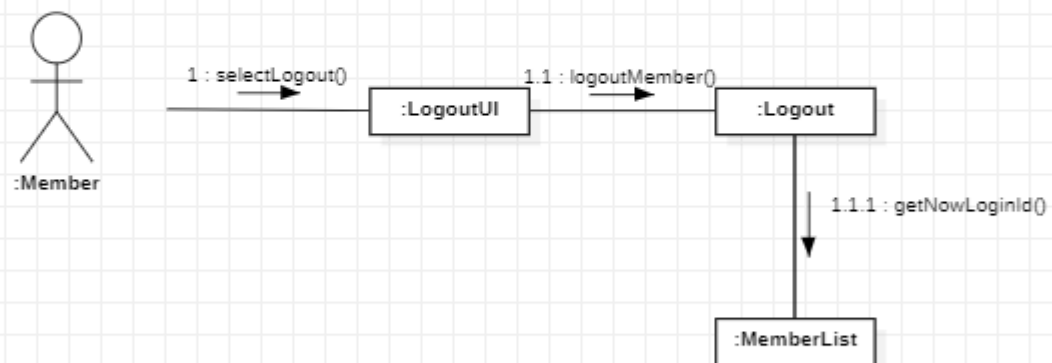 1 : selectLogout()
1.1 : logoutMember()
:LogoutUI
:Logout
:Member
1.1.1 : getNowLoginId()
:MemberList